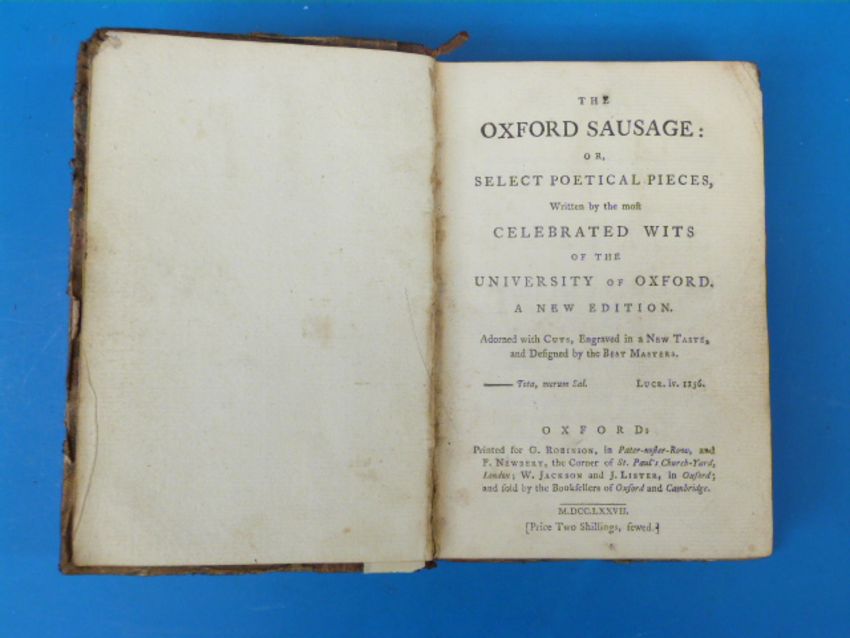 THE
OXFORD SAUSAGE:
OR,
SELECT POETICAL PIECES,
Written by the moſt
CELEBRATED WITS
OF THE
UNIVERSITY OF OXFORD.
A NEW EDITION.
Adorned with CUTS, Engraved in a NEW TASTE,
and Deſigned by the BEST MASTERS.
—— Tota, merum Sal. LUCR. iv. 1156.
OXFORD:
Printed for G. ROBINSON, in Pater-noſter-Row, and
F. NEWBERY, the Corner of St. Paul's Church-Yard,
London; W. JACKSON and J. LISTER, in Oxford;
and ſold by the Bookſellers of Oxford and Cambridge.
M.DCC.LXXVII.
[Price Two Shillings, ſewed.]